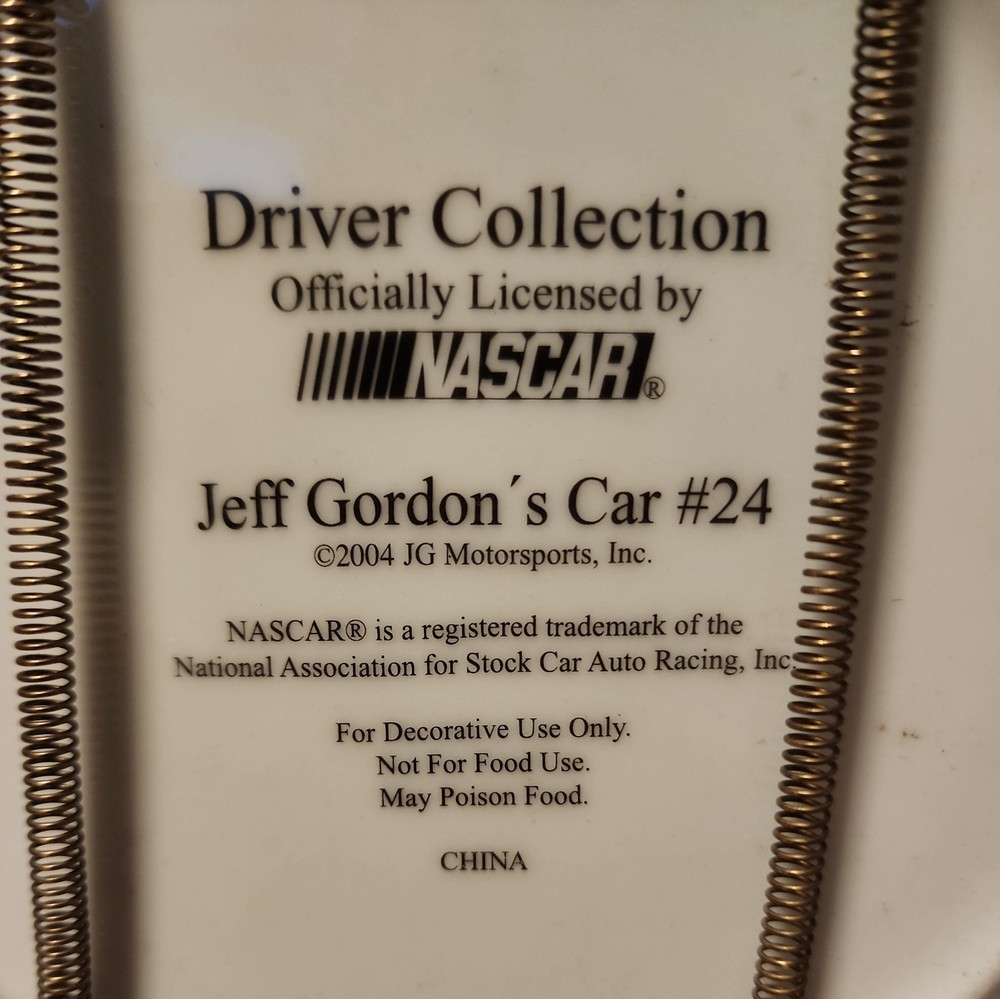 Driver Collection
Officially Licensed by
NASCAR®
Jeff Gordon´s Car #24
©2004 JG Motorsports, Inc.
NASCAR® is a registered trademark of the
National Association for Stock Car Auto Racing, Inc.
For Decorative Use Only.
Not For Food Use.
May Poison Food.
CHINA